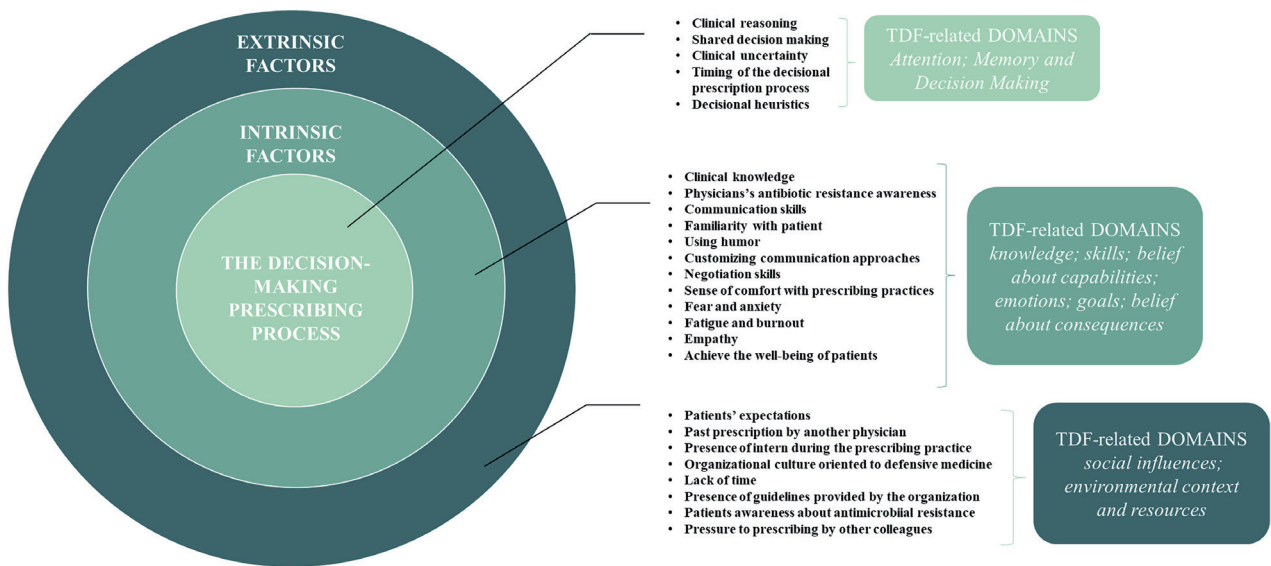 EXTRINSIC
FACTORS
INTRINSIC
FACTORS
THE DECISION-
MAKING
PRESCRIBING
PROCESS
• Clinical reasoning
• Shared decision making
• Clinical uncertainty
• Timing of the decisional
prescription process
• Decisional heuristics
TDF-related DOMAINS
Attention; Memory and
Decision Making
• Clinical knowledge
• Physicians's antibiotic resistance awareness
• Communication skills
• Familiarity with patient
• Using humor
• Customizing communication approaches
• Negotiation skills
• Sense of comfort with prescribing practices
• Fear and anxiety
• Fatigue and burnout
• Empathy
• Achieve the well-being of patients
TDF-related DOMAINS
knowledge; skills; belief
about capabilities;
emotions; goals; belief
about consequences
• Patients' expectations
• Past prescription by another physician
• Presence of intern during the prescribing practice
• Organizational culture oriented to defensive medicine
• Lack of time
• Presence of guidelines provided by the organization
• Patients awareness about antimicrobiial resistance
• Pressure to prescribing by other colleagues
TDF-related DOMAINS
social influences;
environmental context
and resources